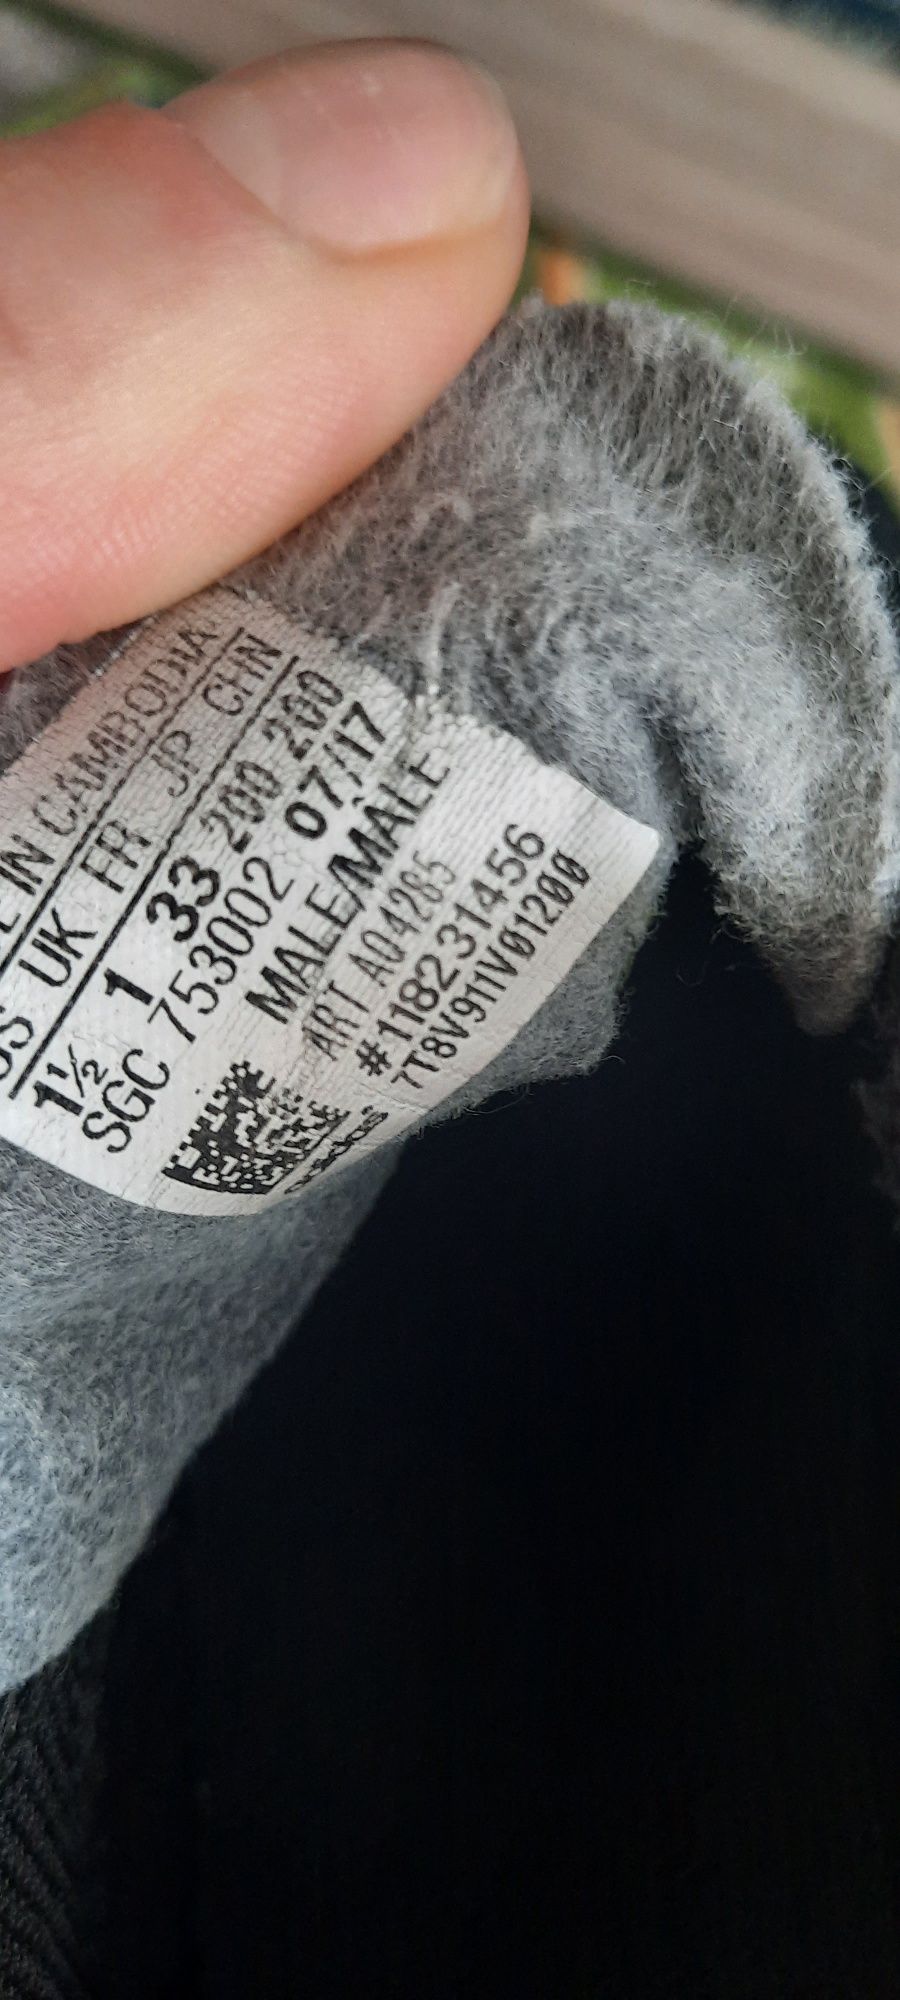 IN CAMBODIA
US UK FR JP CHN
1½ 1 33 200 200
SGC 753002 07/17
MALE/MÂLE
ART AQ4285
#118231456
7T8V911V01200
adidas